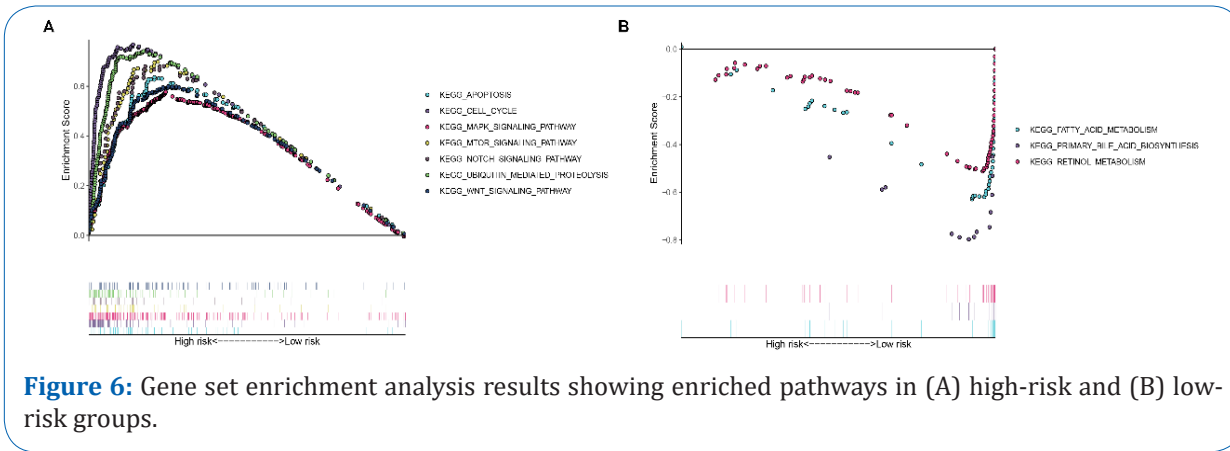 A
B
Enrichment Score
0.6
0.4
0.2
0.0
KEGG_APOPTOSIS
KEGG_CELL_CYCLE
KEGG_MAPK_SIGNALING_PATHWAY
KEGG_MTOR_SIGNALING_PATHWAY
KEGG_NOTCH_SIGNALING_PATHWAY
KEGG_UBIQUITIN_MEDIATED_PROTEOLYSIS
KEGG_WNT_SIGNALING_PATHWAY
High risk<----------->Low risk
Enrichment Score
0.0
−0.2
−0.4
−0.6
−0.8
KEGG_FATTY_ACID_METABOLISM
KEGG_PRIMARY_BILE_ACID_BIOSYNTHESIS
KEGG_RETINOL_METABOLISM
High risk<----------->Low risk
Figure 6: Gene set enrichment analysis results showing enriched pathways in (A) high-risk and (B) low-
risk groups.